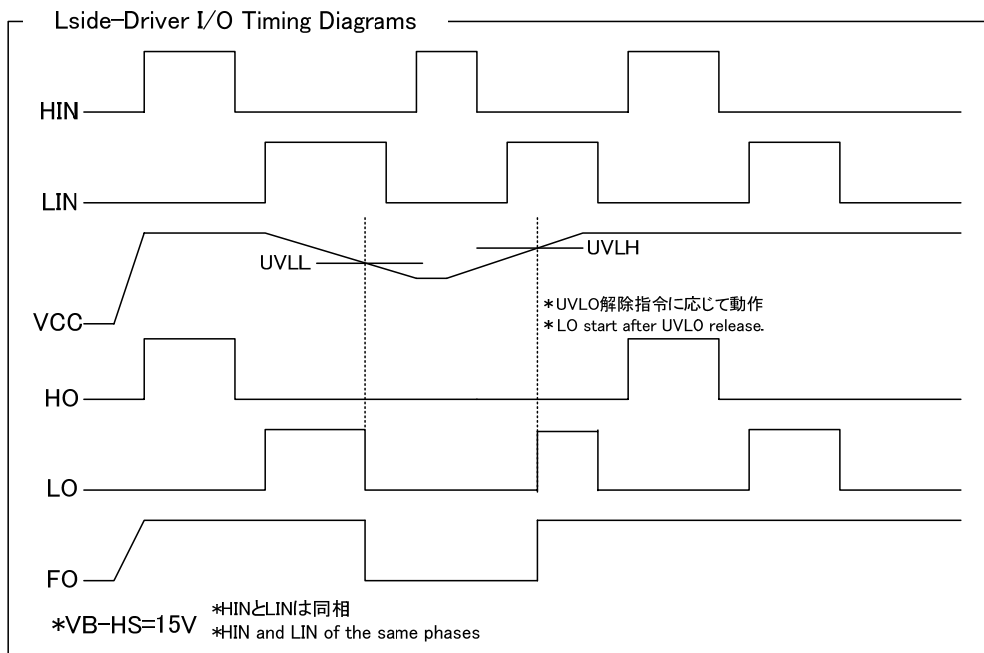 Lside-Driver I/O Timing Diagrams
HIN
LIN
UVLL
UVLH
VCC
*UVLO解除指令に応じて動作
*LO start after UVLO release.
HO
LO
FO
*VB-HS=15V
*HINとLINは同相
*HIN and LIN of the same phases